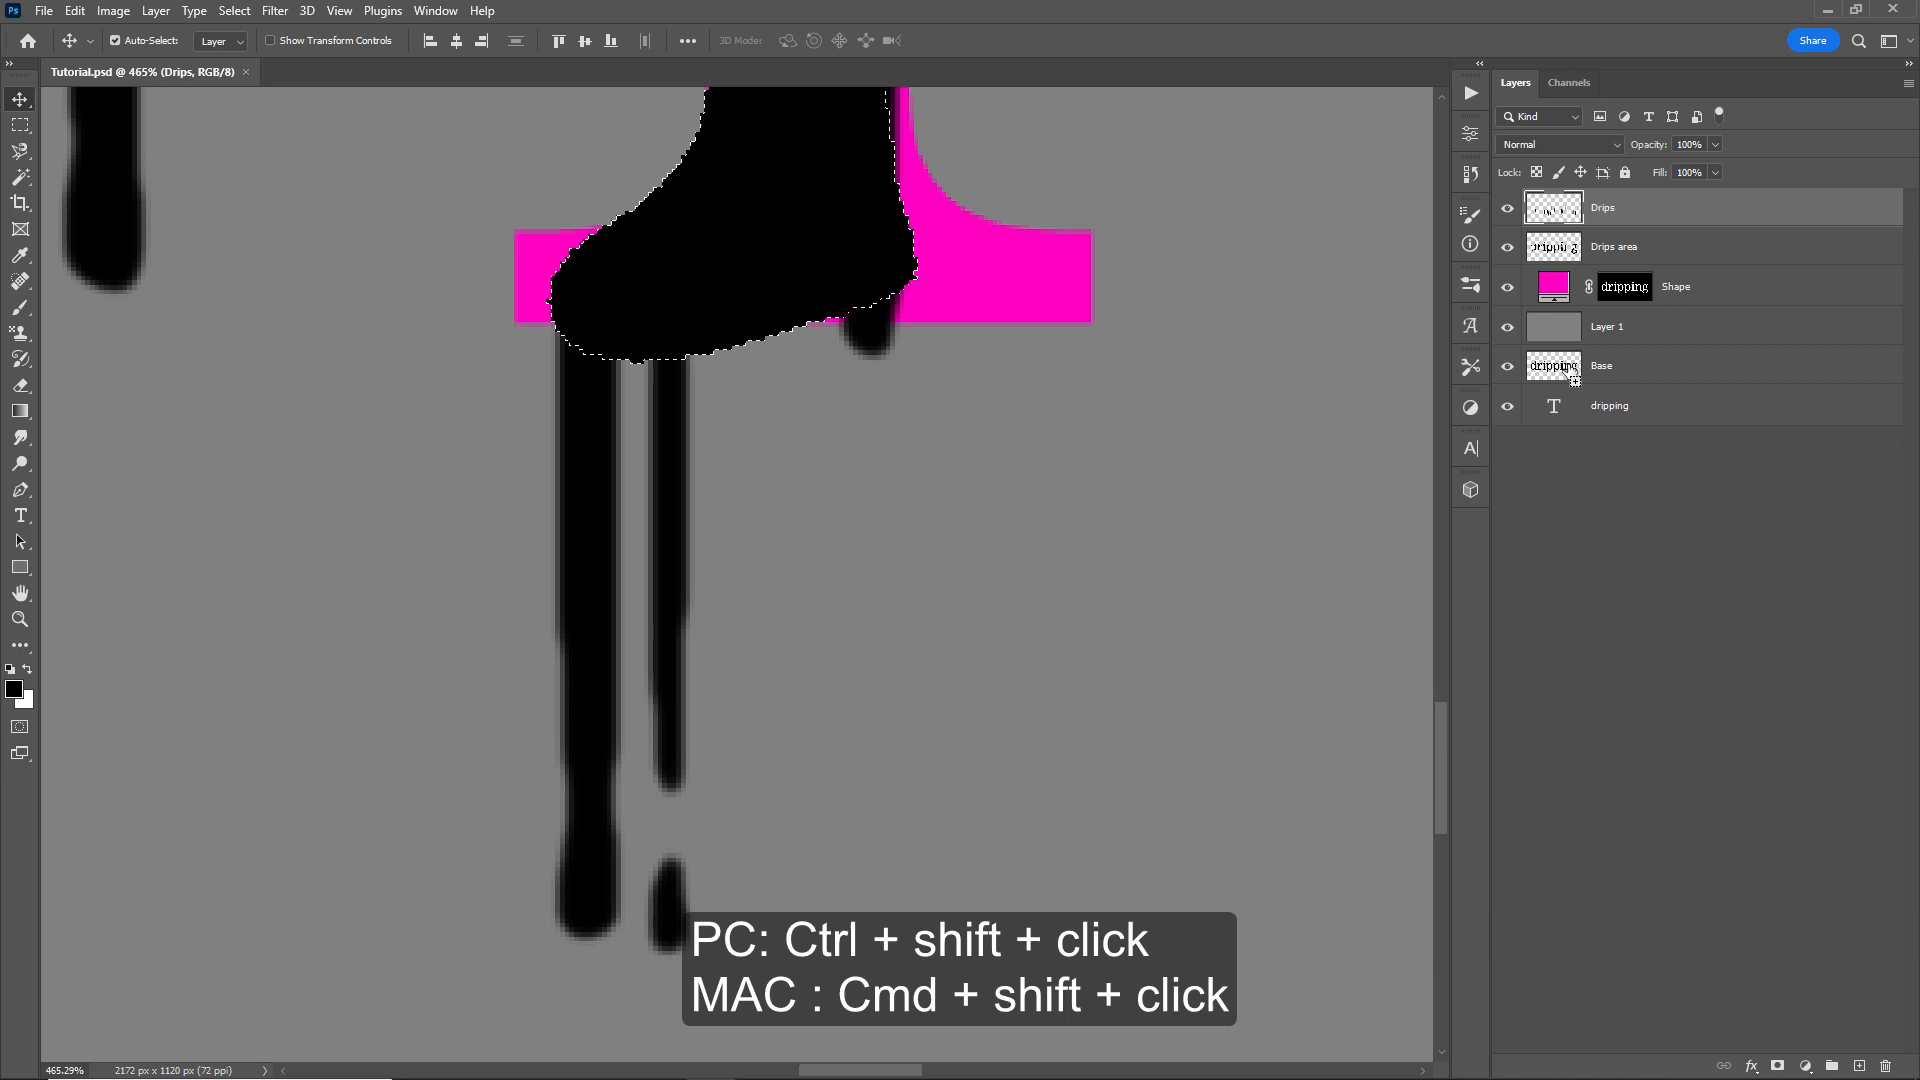 Ps File Edit Image Layer Type Select Filter 3D View Plugins Window Help
Auto-Select: Layer Show Transform Controls 3D Mode: Share
Tutorial.psd @ 465% (Drips, RGB/8) ×
Layers Channels
Kind
Normal Opacity: 100%
Lock: Fill: 100%
Drips
dripping Drips area
dripping Shape
Layer 1
dripping Base
T dripping
PC: Ctrl + shift + click
MAC : Cmd + shift + click
465.29% 2172 px x 1120 px (72 ppi)
fx